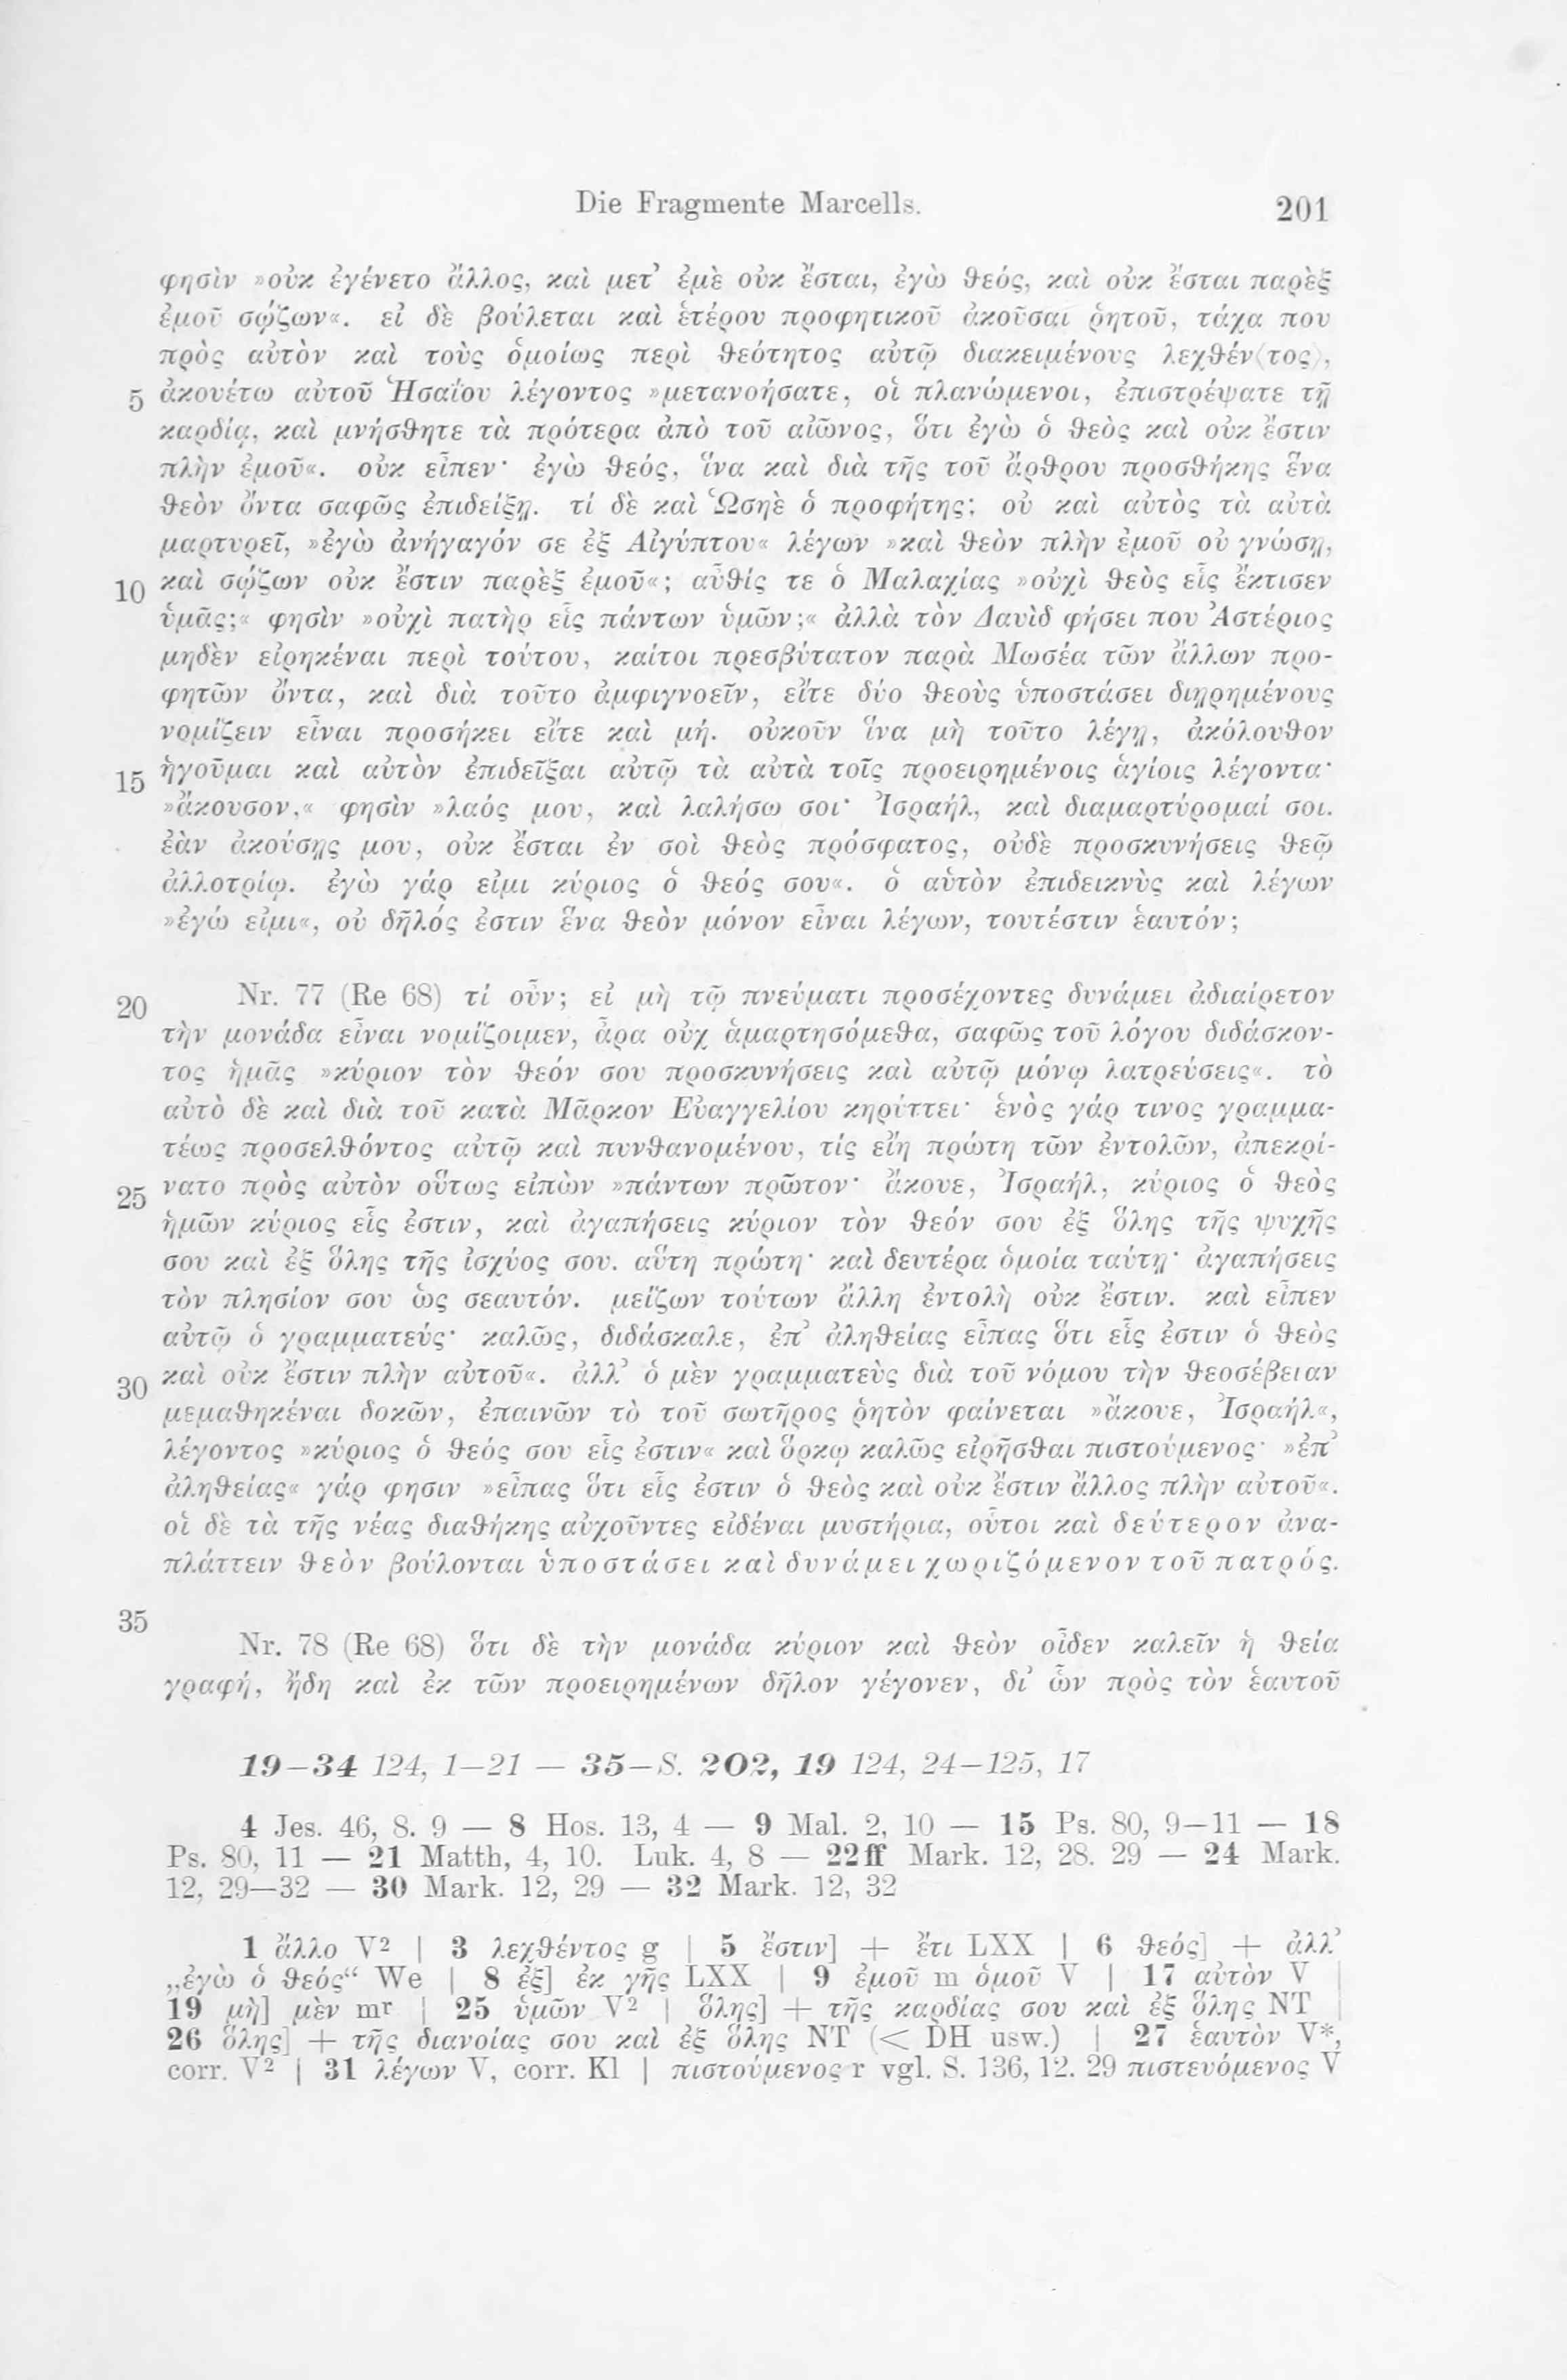 Die Fragmente Marcells. 201
φησὶν »οὐκ ἐγένετο ἄλλος, καὶ μετ’ ἐμὲ οὐκ ἔσται, ἐγὼ θεός, καὶ οὐκ ἔσται παρὲξ
ἐμοῦ σῴζων«. εἰ δὲ βούλεται καὶ ἑτέρου προφητικοῦ ἀκοῦσαι ῥητοῦ, τάχα που
πρὸς αὐτὸν καὶ τοὺς ὁμοίως περὶ θεότητος αὐτῷ διακειμένους λεχθέν⟨τος⟩,
5 ἀκουέτω αὐτοῦ Ἡσαΐου λέγοντος »μετανοήσατε, οἱ πλανώμενοι, ἐπιστρέψατε τῇ
καρδίᾳ, καὶ μνήσθητε τὰ πρότερα ἀπὸ τοῦ αἰῶνος, ὅτι ἐγὼ ὁ θεὸς καὶ οὐκ ἔστιν
πλὴν ἐμοῦ«. οὐκ εἶπεν· ἐγὼ θεός, ἵνα καὶ διὰ τῆς τοῦ ἄρθρου προσθήκης ἕνα
θεὸν ὄντα σαφῶς ἐπιδείξῃ. τί δὲ καὶ Ὡσηὲ ὁ προφήτης; οὐ καὶ αὐτὸς τὰ αὐτὰ
μαρτυρεῖ, »ἐγὼ ἀνήγαγόν σε ἐξ Αἰγύπτου« λέγων »καὶ θεὸν πλὴν ἐμοῦ οὐ γνώσῃ,
10 καὶ σῴζων οὐκ ἔστιν παρὲξ ἐμοῦ«; αὖθίς τε ὁ Μαλαχίας »οὐχὶ θεὸς εἷς ἔκτισεν
ὑμᾶς;« φησὶν »οὐχὶ πατὴρ εἷς πάντων ὑμῶν;« ἀλλὰ τὸν Δαυὶδ φήσει που Ἀστέριος
μηδὲν εἰρηκέναι περὶ τούτου, καίτοι πρεσβύτατον παρὰ Μωσέα τῶν ἄλλων προ-
φητῶν ὄντα, καὶ διὰ τοῦτο ἀμφιγνοεῖν, εἴτε δύο θεοὺς ὑποστάσει διῃρημένους
νομίζειν εἶναι προσήκει εἴτε καὶ μή. οὐκοῦν ἵνα μὴ τοῦτο λέγῃ, ἀκόλουθον
15 ἡγοῦμαι καὶ αὐτὸν ἐπιδεῖξαι αὐτῷ τὰ αὐτὰ τοῖς προειρημένοις ἁγίοις λέγοντα·
»ἄκουσον,« φησὶν »λαός μου, καὶ λαλήσω σοι· Ἰσραήλ, καὶ διαμαρτύρομαί σοι.
ἐὰν ἀκούσῃς μου, οὐκ ἔσται ἐν σοὶ θεὸς πρόσφατος, οὐδὲ προσκυνήσεις θεῷ
ἀλλοτρίῳ. ἐγὼ γάρ εἰμι κύριος ὁ θεός σου«. ὁ αὑτὸν ἐπιδεικνὺς καὶ λέγων
»ἐγώ εἰμι«, οὐ δῆλός ἐστιν ἕνα θεὸν μόνον εἶναι λέγων, τουτέστιν ἑαυτόν;
20 Nr. 77 (Re 68) τί οὖν; εἰ μὴ τῷ πνεύματι προσέχοντες δυνάμει ἀδιαίρετον
τὴν μονάδα εἶναι νομίζοιμεν, ἆρα οὐχ ἁμαρτησόμεθα, σαφῶς τοῦ λόγου διδάσκον-
τος ἡμᾶς »κύριον τὸν θεόν σου προσκυνήσεις καὶ αὐτῷ μόνῳ λατρεύσεις«. τὸ
αὐτὸ δὲ καὶ διὰ τοῦ κατὰ Μᾶρκον Εὐαγγελίου κηρύττει· ἑνὸς γάρ τινος γραμμα-
τέως προσελθόντος αὐτῷ καὶ πυνθανομένου, τίς εἴη πρώτη τῶν ἐντολῶν, ἀπεκρί-
25 νατο πρὸς αὐτὸν οὕτως εἰπὼν »πάντων πρῶτον· ἄκουε, Ἰσραήλ, κύριος ὁ θεὸς
ἡμῶν κύριος εἷς ἐστιν, καὶ ἀγαπήσεις κύριον τὸν θεόν σου ἐξ ὅλης τῆς ψυχῆς
σου καὶ ἐξ ὅλης τῆς ἰσχύος σου. αὕτη πρώτη· καὶ δευτέρα ὁμοία ταύτῃ· ἀγαπήσεις
τὸν πλησίον σου ὡς σεαυτόν. μείζων τούτων ἄλλη ἐντολὴ οὐκ ἔστιν. καὶ εἶπεν
αὐτῷ ὁ γραμματεύς· καλῶς, διδάσκαλε, ἐπ’ ἀληθείας εἶπας ὅτι εἷς ἐστιν ὁ θεὸς
30 καὶ οὐκ ἔστιν πλὴν αὐτοῦ«. ἀλλ’ ὁ μὲν γραμματεὺς διὰ τοῦ νόμου τὴν θεοσέβειαν
μεμαθηκέναι δοκῶν, ἐπαινῶν τὸ τοῦ σωτῆρος ῥητὸν φαίνεται »ἄκουε, Ἰσραήλ«,
λέγοντος »κύριος ὁ θεός σου εἷς ἐστιν« καὶ ὅρκῳ καλῶς εἰρῆσθαι πιστούμενος· »ἐπ’
ἀληθείας« γάρ φησιν »εἶπας ὅτι εἷς ἐστιν ὁ θεὸς καὶ οὐκ ἔστιν ἄλλος πλὴν αὐτοῦ«.
οἱ δὲ τὰ τῆς νέας διαθήκης αὐχοῦντες εἰδέναι μυστήρια, οὗτοι καὶ δεύτερον ἀνα-
πλάττειν θεὸν βούλονται ὑποστάσει καὶ δυνάμει χωριζόμενον τοῦ πατρός.
35
Nr. 78 (Re 68) ὅτι δὲ τὴν μονάδα κύριον καὶ θεὸν οἶδεν καλεῖν ἡ θεία
γραφή, ἤδη καὶ ἐκ τῶν προειρημένων δῆλον γέγονεν, δι’ ὧν πρὸς τὸν ἑαυτοῦ
19–34 124, 1–21 — 35–S. 202, 19 124, 24–125, 17
4 Jes. 46, 8. 9 — 8 Hos. 13, 4 — 9 Mal. 2, 10 — 15 Ps. 80, 9–11 — 18
Ps. 80, 11 — 21 Matth, 4, 10. Luk. 4, 8 — 22ff Mark. 12, 28. 29 — 24 Mark.
12, 29—32 — 30 Mark. 12, 29 — 32 Mark. 12, 32
1 ἄλλο V² | 3 λεχθέντος g | 5 ἔστιν] + ἔτι LXX | 6 θεός] + ἀλλ’
„ἐγὼ ὁ θεός“ We | 8 ἐξ] ἐκ γῆς LXX | 9 ἐμοῦ m ὁμοῦ V | 17 αὐτὸν V |
19 μὴ] μὲν mʳ | 25 ὑμῶν V² | ὅλης] + τῆς καρδίας σου καὶ ἐξ ὅλης NT |
26 ὅλης] + τῆς διανοίας σου καὶ ἐξ ὅλης NT (< DH usw.) | 27 ἑαυτὸν V*,
corr. V² | 31 λέγων V, corr. Kl | πιστούμενος r vgl. S. 136, 12. 29 πιστευόμενος V